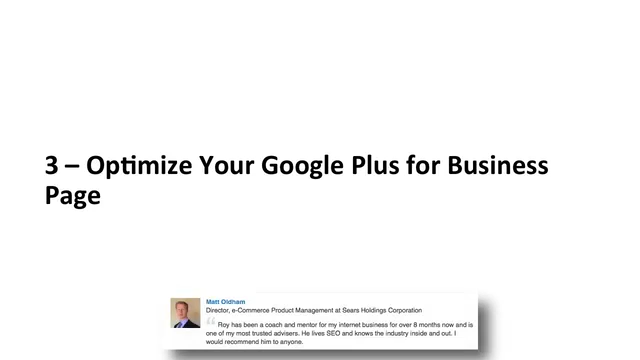 3 – Optimize Your Google Plus for Business
Page
Matt Oldham
Director, e-Commerce Product Management at Sears Holdings Corporation
“ Roy has been a coach and mentor for my internet business for over 8 months now and is
one of my most trusted advisers. He lives SEO and knows the industry inside and out. I
would recommend him to anyone.